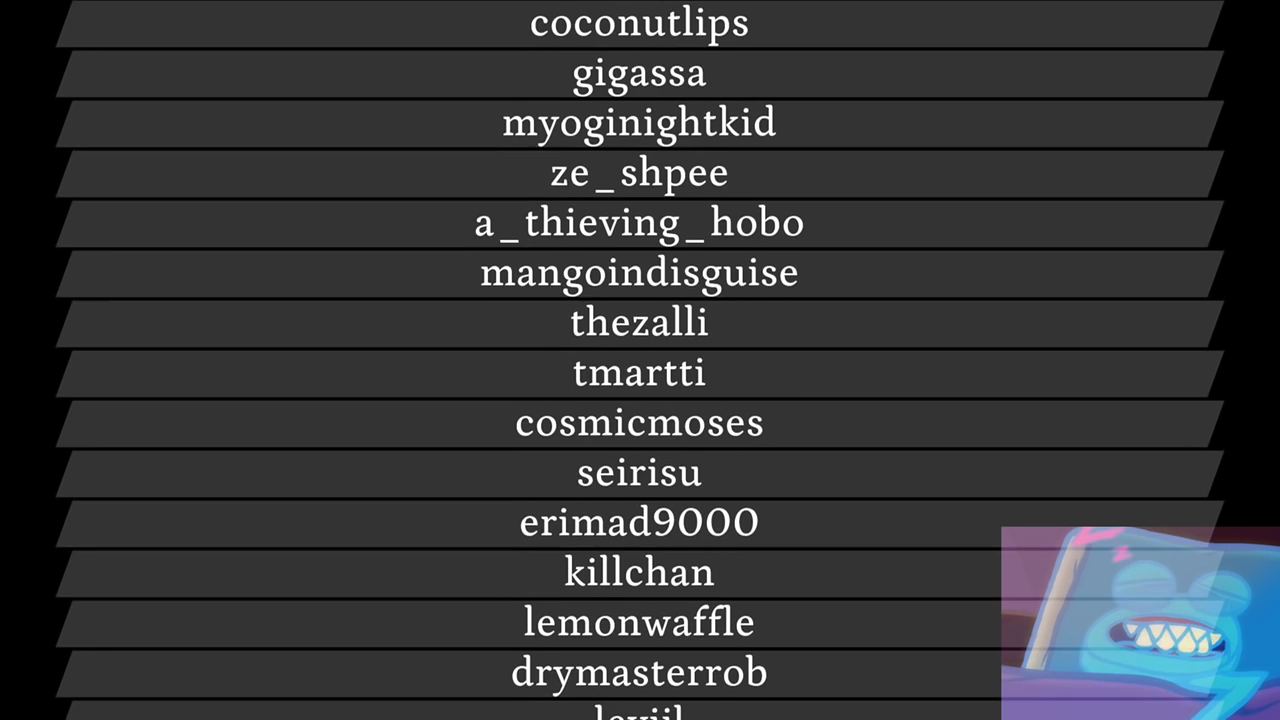 coconutlips
gigassa
myoginightkid
ze_shpee
a_thieving_hobo
mangoindisguise
thezalli
tmartti
cosmicmoses
seirisu
erimad9000
killchan
lemonwaffle
drymasterrob